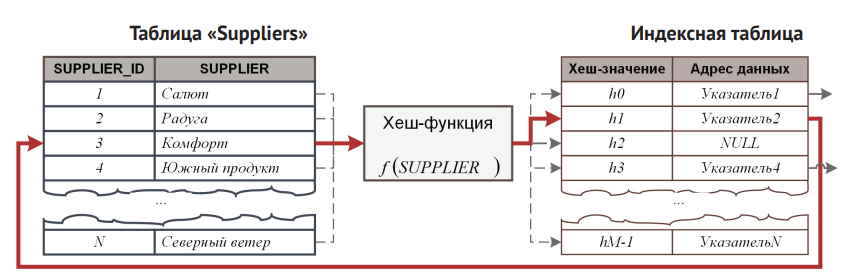 Таблица «Suppliers»
Индексная таблица
SUPPLIER_ID SUPPLIER
1 Салют
2 Радуга
3 Комфорт
4 Южный продукт
...
N Северный ветер
Хеш-функция
f (SUPPLIER )
Хеш-значение Адрес данных
h0 Указатель1
h1 Указатель2
h2 NULL
h3 Указатель4
...
hM-1 УказательN